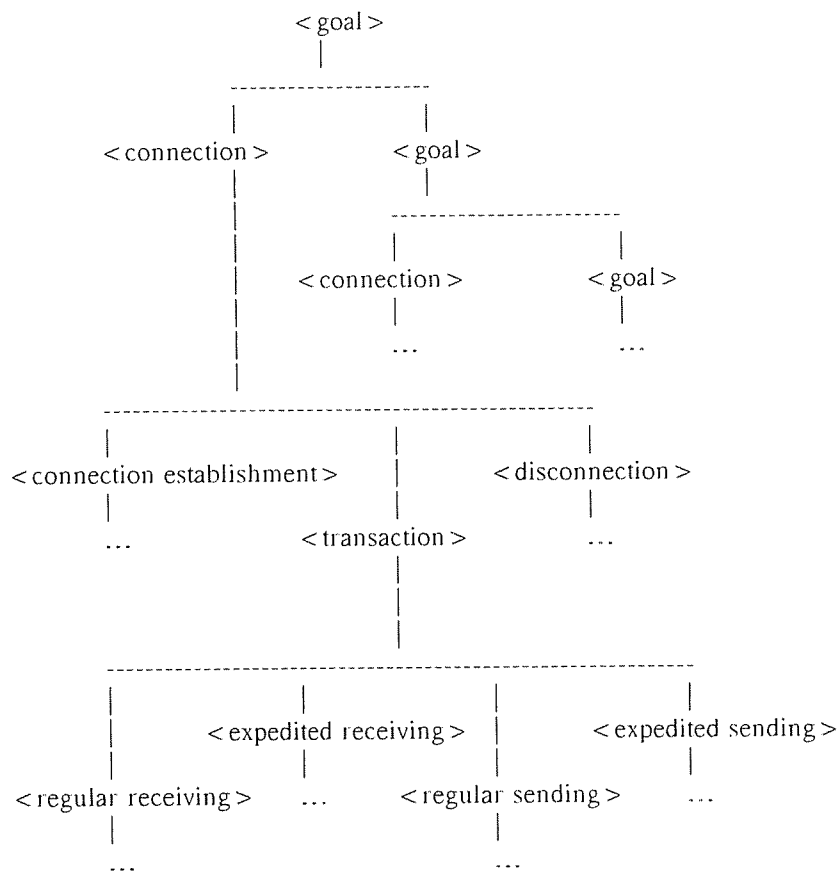 <goal>
<connection> <goal>
<connection> <goal>
... ...
<connection establishment> <disconnection>
... <transaction> ...
<expedited receiving> <expedited sending>
<regular receiving> ... <regular sending> ...
... ...